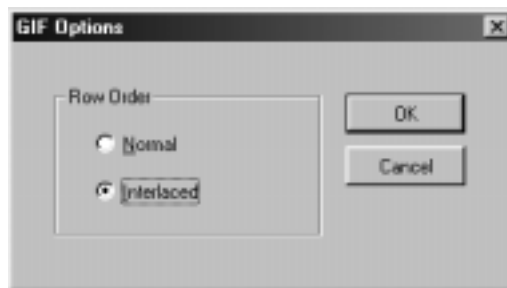 GIF Options
Row Order
Normal
Interlaced
OK
Cancel